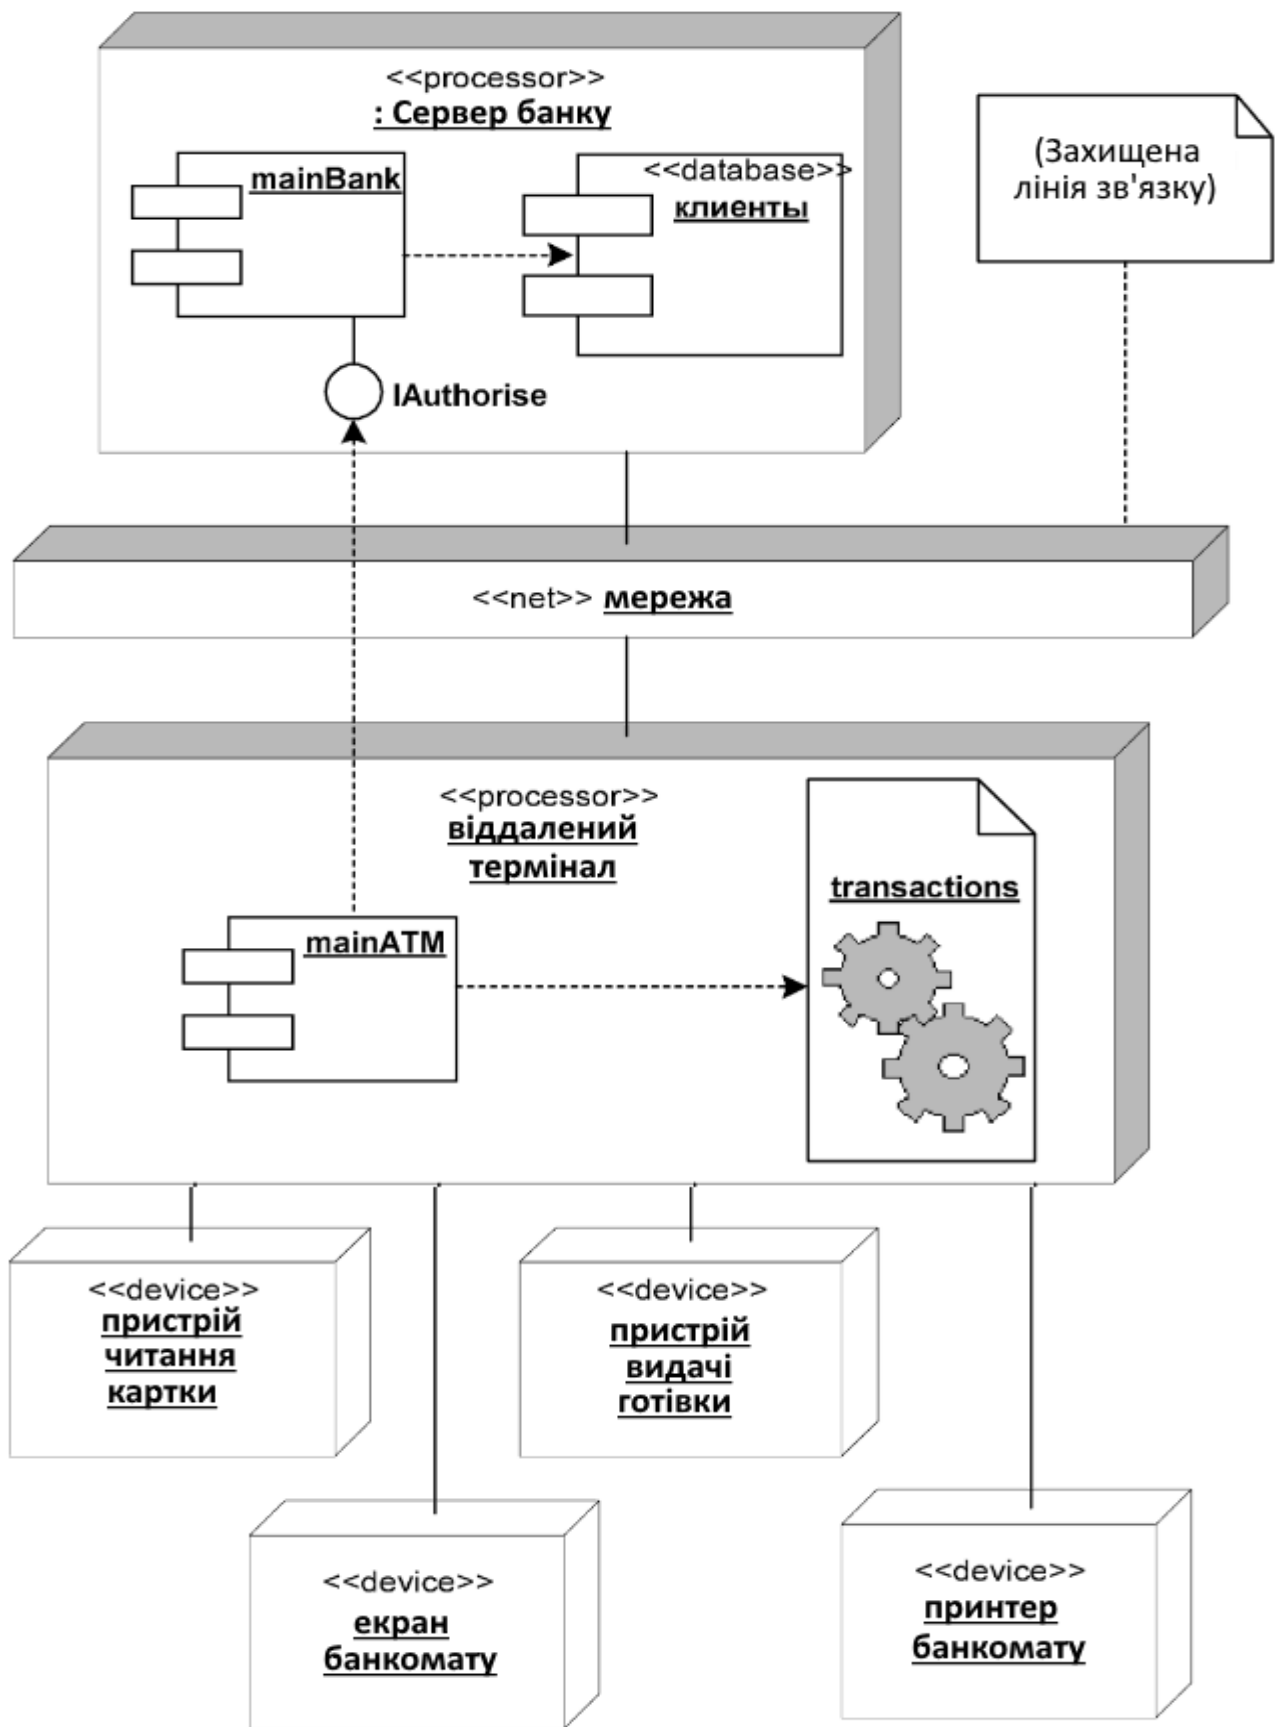 <<processor>>
: Сервер банку
mainBank
<<database>>
клиенты
IAuthorise
(Захищена
лінія зв'язку)
<<net>> мережа
<<processor>>
віддалений
термінал
mainATM
transactions
<<device>>
пристрій
читання
картки
<<device>>
пристрій
видачі
готівки
<<device>>
екран
банкомату
<<device>>
принтер
банкомату